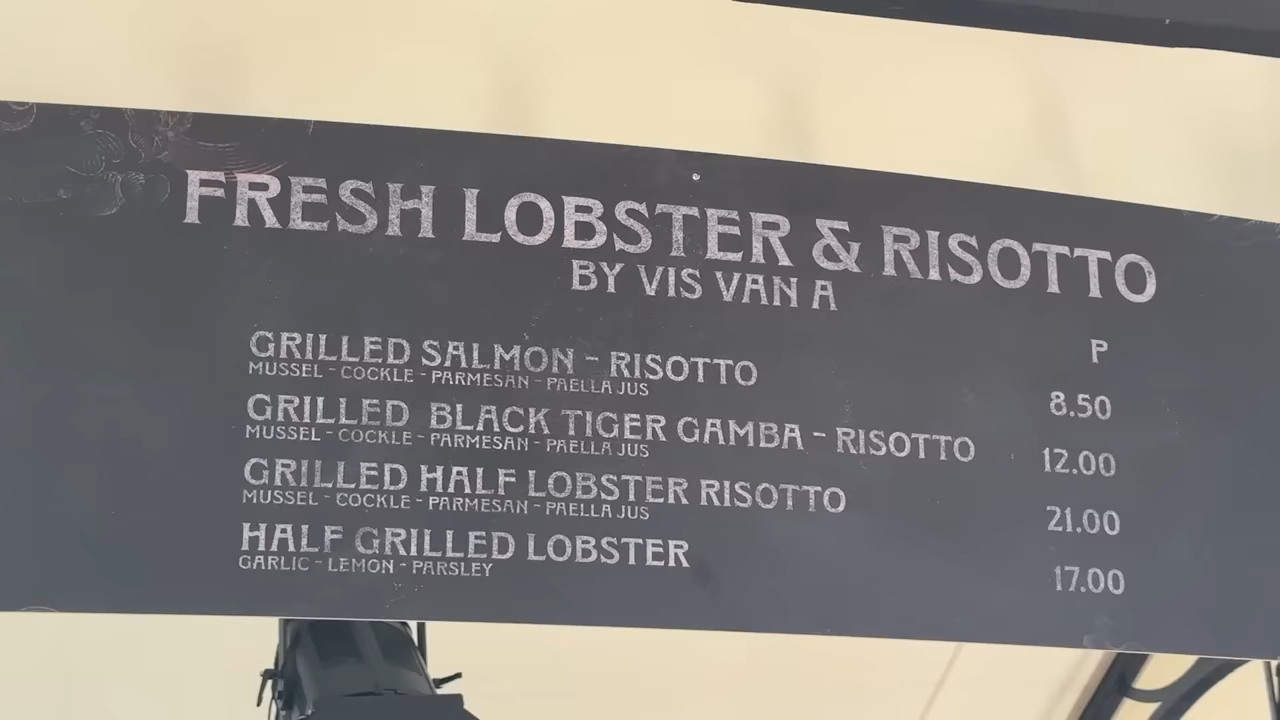 FRESH LOBSTER & RISOTTO
BY VIS VAN A
P
GRILLED SALMON - RISOTTO 8.50
MUSSEL - COCKLE - PARMESAN - PAELLA JUS
GRILLED BLACK TIGER GAMBA - RISOTTO 12.00
MUSSEL - COCKLE - PARMESAN - PAELLA JUS
GRILLED HALF LOBSTER RISOTTO 21.00
MUSSEL - COCKLE - PARMESAN - PAELLA JUS
HALF GRILLED LOBSTER 17.00
GARLIC - LEMON - PARSLEY